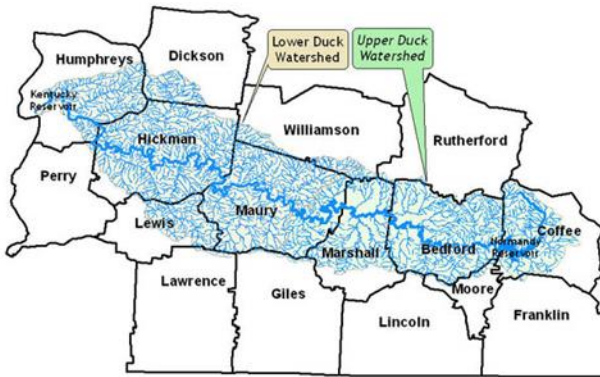 Lower Duck
Watershed
Upper Duck
Watershed
Humphreys
Dickson
Kentucky
Reservoir
Hickman
Williamson
Rutherford
Perry
Lewis
Maury
Marshall
Bedford
Normandy
Reservoir
Coffee
Lawrence
Giles
Lincoln
Moore
Franklin